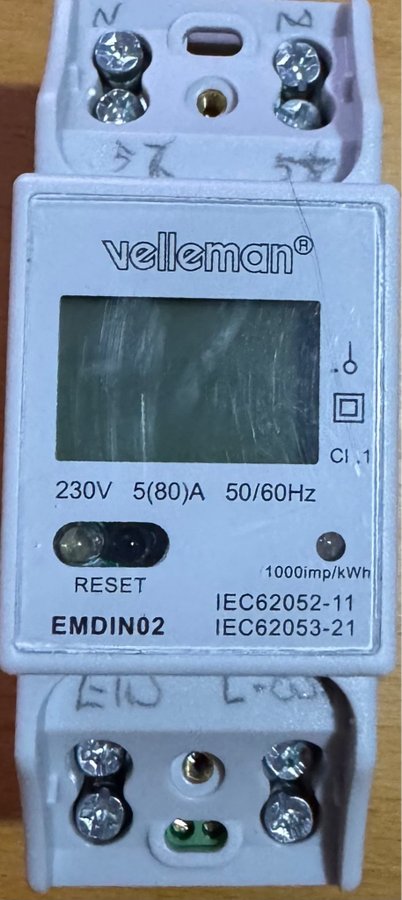 N N
velleman®
Cl.1
230V 5(80)A 50/60Hz
1000imp/kWh
RESET
EMDIN02
IEC62052-11
IEC62053-21